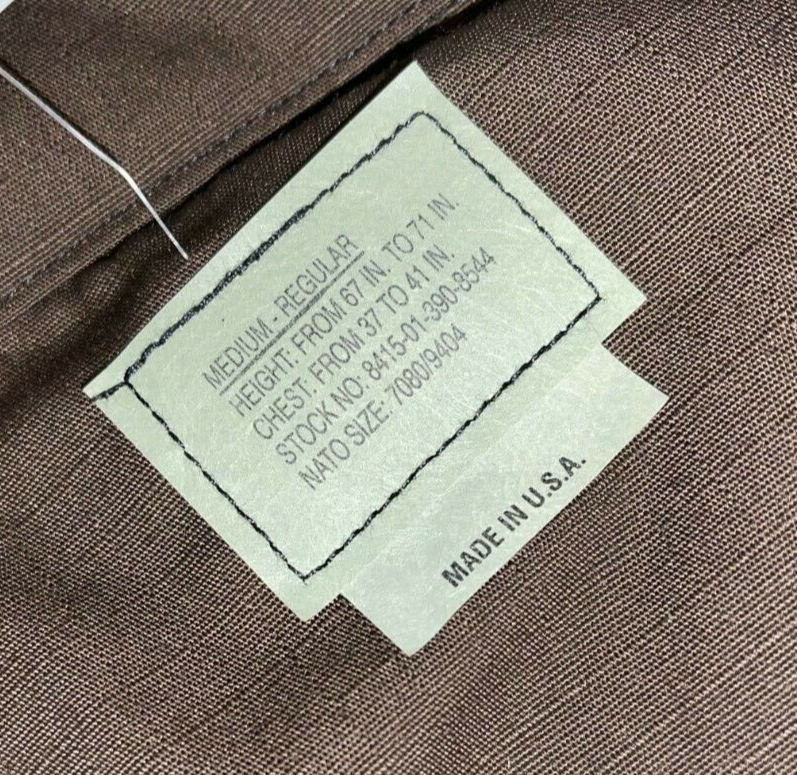 MEDIUM - REGULAR
HEIGHT: FROM 67 IN. TO 71 IN.
CHEST: FROM 37 TO 41 IN.
STOCK NO: 8415-01-390-8544
NATO SIZE: 7080/9404
MADE IN U.S.A.